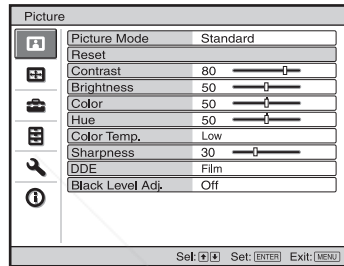 Picture
Picture Mode Standard
Reset
Contrast 80
Brightness 50
Color 50
Hue 50
Color Temp. Low
Sharpness 30
DDE Film
Black Level Adj. Off
Sel: Set: ENTER Exit: MENU